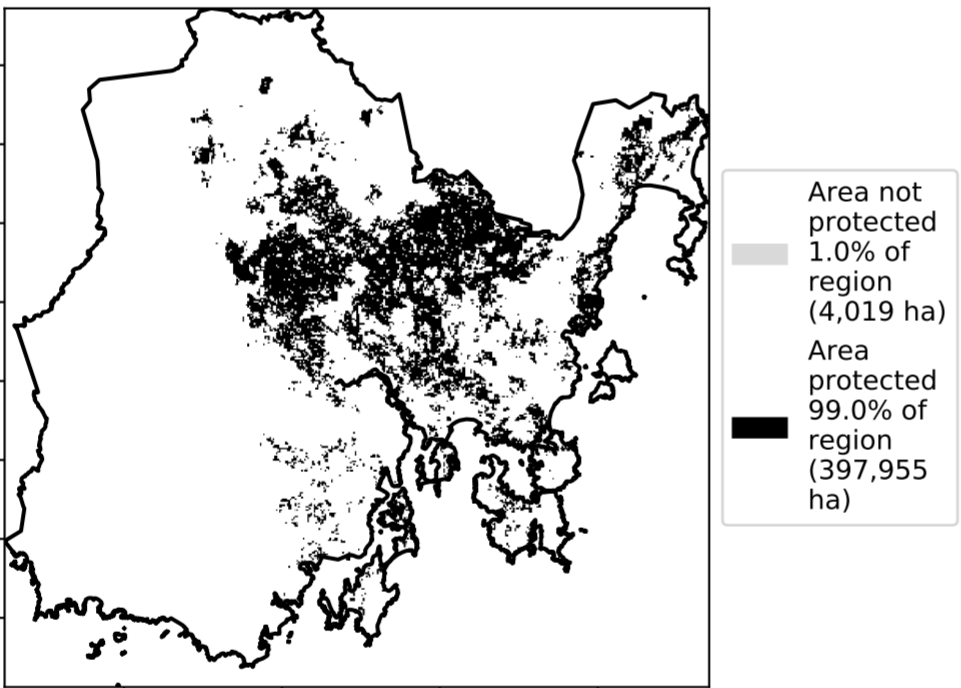 Area not
protected
1.0% of
region
(4,019 ha)
Area
protected
99.0% of
region
(397,955
ha)